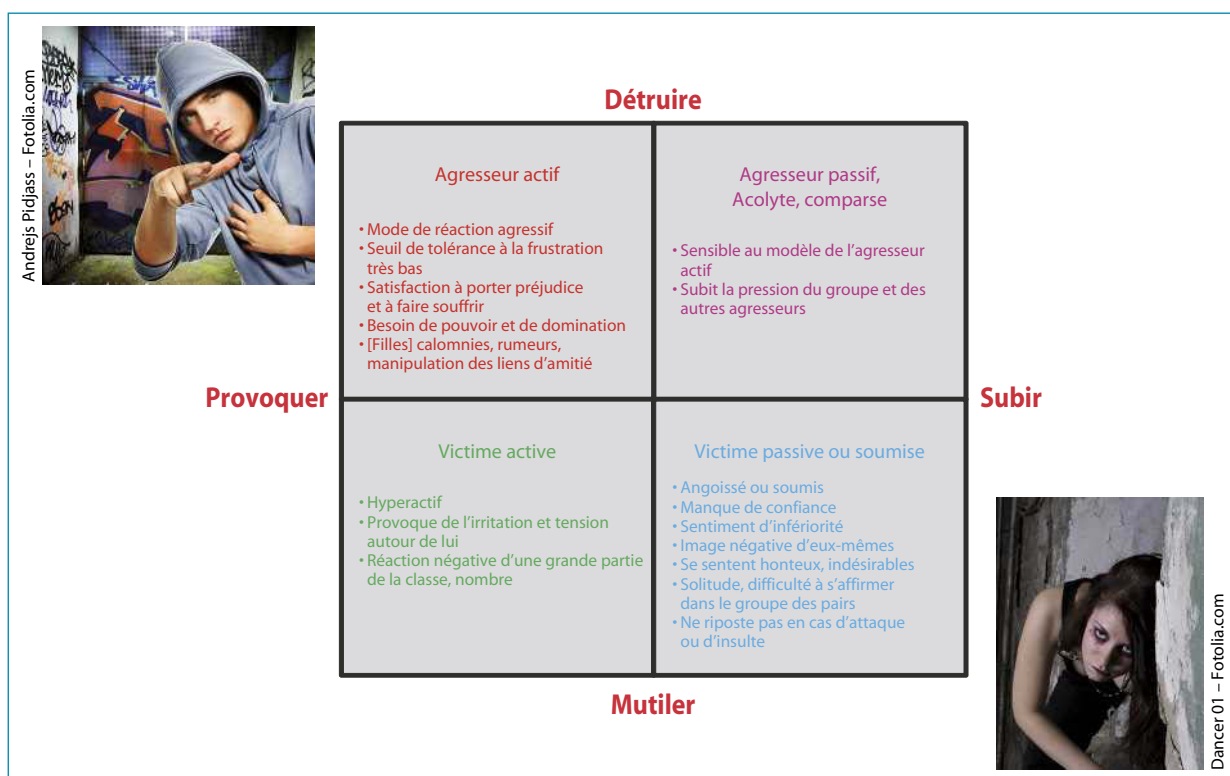 Andrejs Pidjass – Fotolia.com
Détruire
Agresseur actif
• Mode de réaction agressif
• Seuil de tolérance à la frustration
très bas
• Satisfaction à porter préjudice
et à faire souffrir
• Besoin de pouvoir et de domination
• [Filles] calomnies, rumeurs,
manipulation des liens d’amitié
Agresseur passif,
Acolyte, comparse
• Sensible au modèle de l’agresseur
actif
• Subit la pression du groupe et des
autres agresseurs
Provoquer
Subir
Victime active
• Hyperactif
• Provoque de l’irritation et tension
autour de lui
• Réaction négative d’une grande partie
de la classe, nombre
Victime passive ou soumise
• Angoissé ou soumis
• Manque de confiance
• Sentiment d’infériorité
• Image négative d’eux-mêmes
• Se sentent honteux, indésirables
• Solitude, difficulté à s’affirmer
dans le groupe des pairs
• Ne riposte pas en cas d’attaque
ou d’insulte
Mutiler
Dancer 01 – Fotolia.com